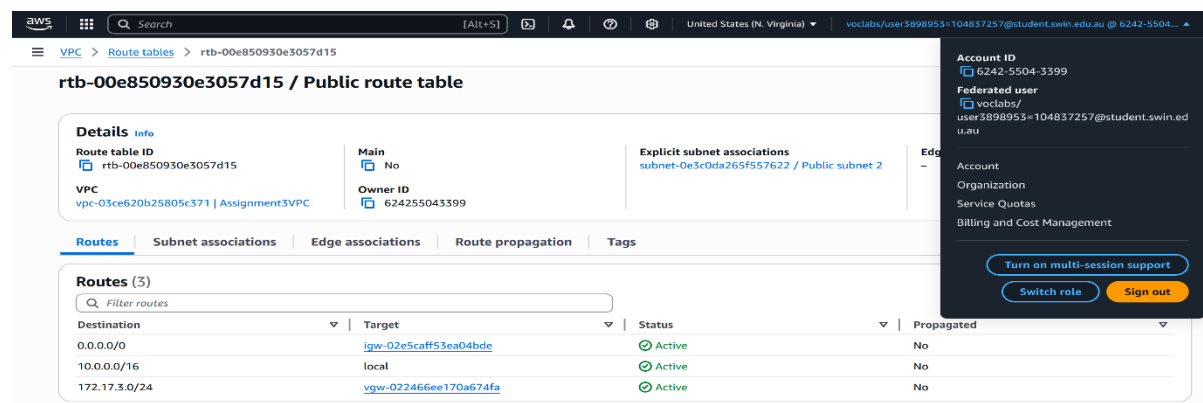 aws Search [Alt+S] United States (N. Virginia) voclabs/user3898953=104837257@student.swin.edu.au @ 6242-5504...
VPC > Route tables > rtb-00e850930e3057d15
rtb-00e850930e3057d15 / Public route table
Account ID
6242-5504-3399
Federated user
voclabs/
user3898953=104837257@student.swin.ed
u.au
Account
Organization
Service Quotas
Billing and Cost Management
Turn on multi-session support
Switch role Sign out
Details Info
Route table ID Main Explicit subnet associations Edg
rtb-00e850930e3057d15 No subnet-0e3c0da265f557622 / Public subnet 2 –
VPC Owner ID
vpc-03ce620b25805c371 | Assignment3VPC 624255043399
Routes Subnet associations Edge associations Route propagation Tags
Routes (3)
Filter routes
Destination Target Status Propagated
0.0.0.0/0 igw-02e5caff53ea04bde Active No
10.0.0.0/16 local Active No
172.17.3.0/24 vgw-022466ee170a674fa Active No